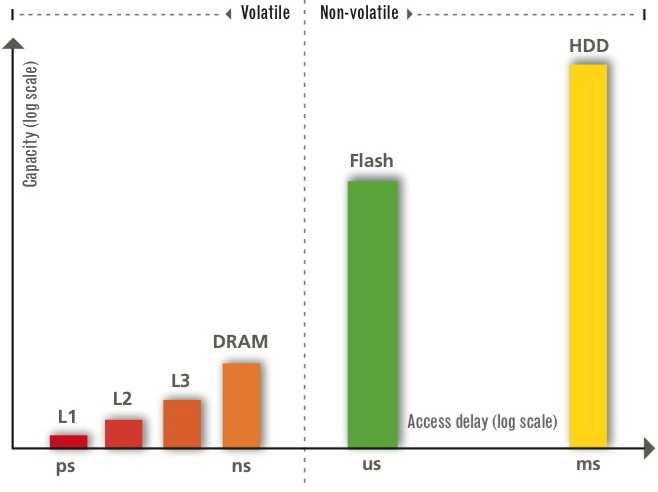 Volatile
Non-volatile
HDD
Capacity (log scale)
Flash
DRAM
L3
L2
L1
Access delay (log scale)
ps
ns
us
ms